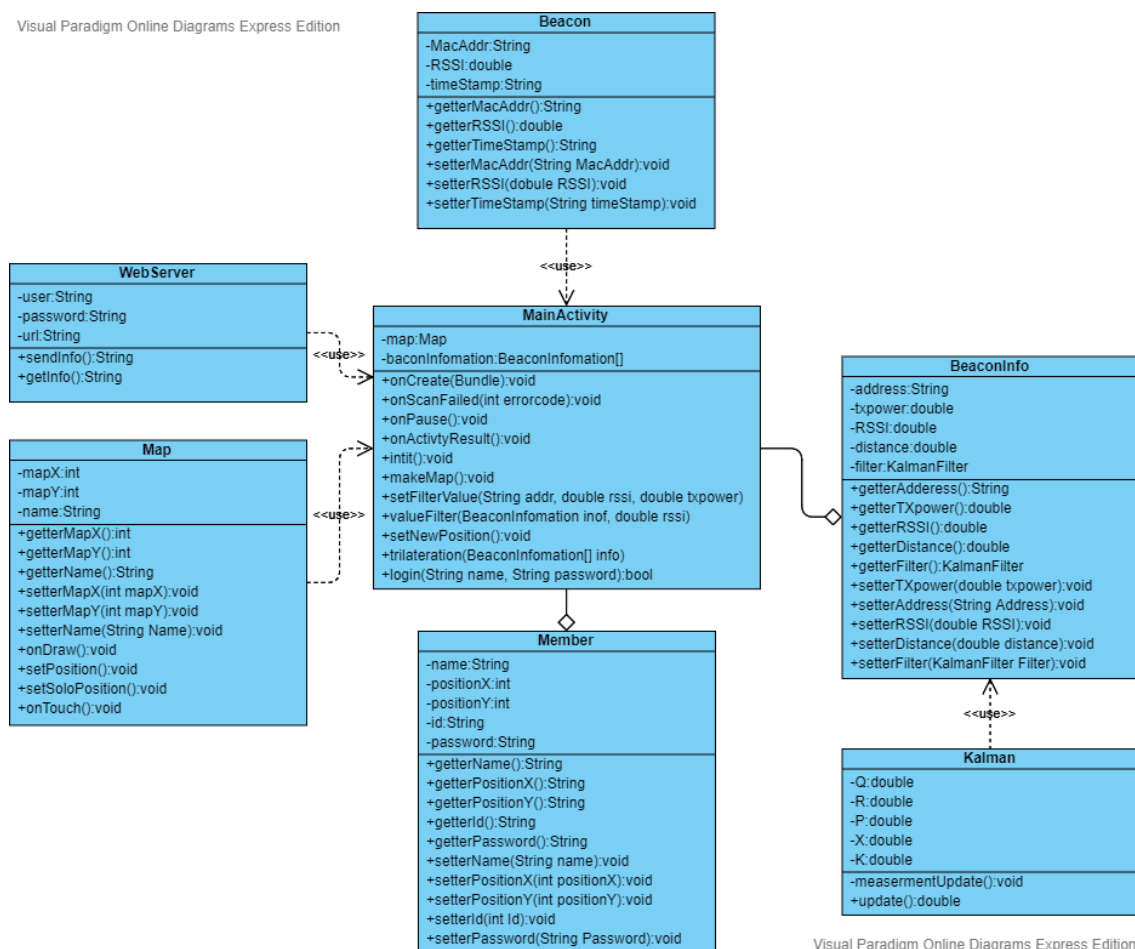 Visual Paradigm Online Diagrams Express Edition
Beacon
-MacAddr:String
-RSSI:double
-timeStamp:String
+getterMacAddr():String
+getterRSSI():double
+getterTimeStamp():String
+setterMacAddr(String MacAddr):void
+setterRSSI(dobule RSSI):void
+setterTimeStamp(String timeStamp):void
<<use>>
WebServer
-user:String
-password:String
-url:String
+sendInfo():String
+getInfo():String
<<use>>
MainActivity
-map:Map
-baconInfomation:BeaconInfomation[]
+onCreate(Bundle):void
+onScanFailed(int errorcode):void
+onPause():void
+onActivtyResult():void
+intit():void
+makeMap():void
+setFilterValue(String addr, double rssi, double txpower)
+valueFilter(BeaconInfomation inof, double rssi)
+setNewPosition():void
+trilateration(BeaconInfomation[] info)
+login(String name, String password):bool
BeaconInfo
-address:String
-txpower:double
-RSSI:double
-distance:double
-filter:KalmanFilter
+getterAdderess():String
+getterTXpower():double
+getterRSSI():double
+getterDistance():double
+getterFilter():KalmanFilter
+setterTXpower(double txpower):void
+setterAddress(String Address):void
+setterRSSI(double RSSI):void
+setterDistance(double distance):void
+setterFilter(KalmanFilter Filter):void
Map
-mapX:int
-mapY:int
-name:String
+getterMapX():int
+getterMapY():int
+getterName():String
+setterMapX(int mapX):void
+setterMapY(int mapY):void
+setterName(String Name):void
+onDraw():void
+setPosition():void
+setSoloPosition():void
+onTouch():void
<<use>>
Member
-name:String
-positionX:int
-positionY:int
-id:String
-password:String
+getterName():String
+getterPositionX():String
+getterPositionY():String
+getterId():String
+getterPassword():String
+setterName(String name):void
+setterPositionX(int positionX):void
+setterPositionY(int positionY):void
+setterId(int Id):void
+setterPassword(String Password):void
<<use>>
Kalman
-Q:double
-R:double
-P:double
-X:double
-K:double
-measermentUpdate():void
+update():double
Visual Paradigm Online Diagrams Express Edition